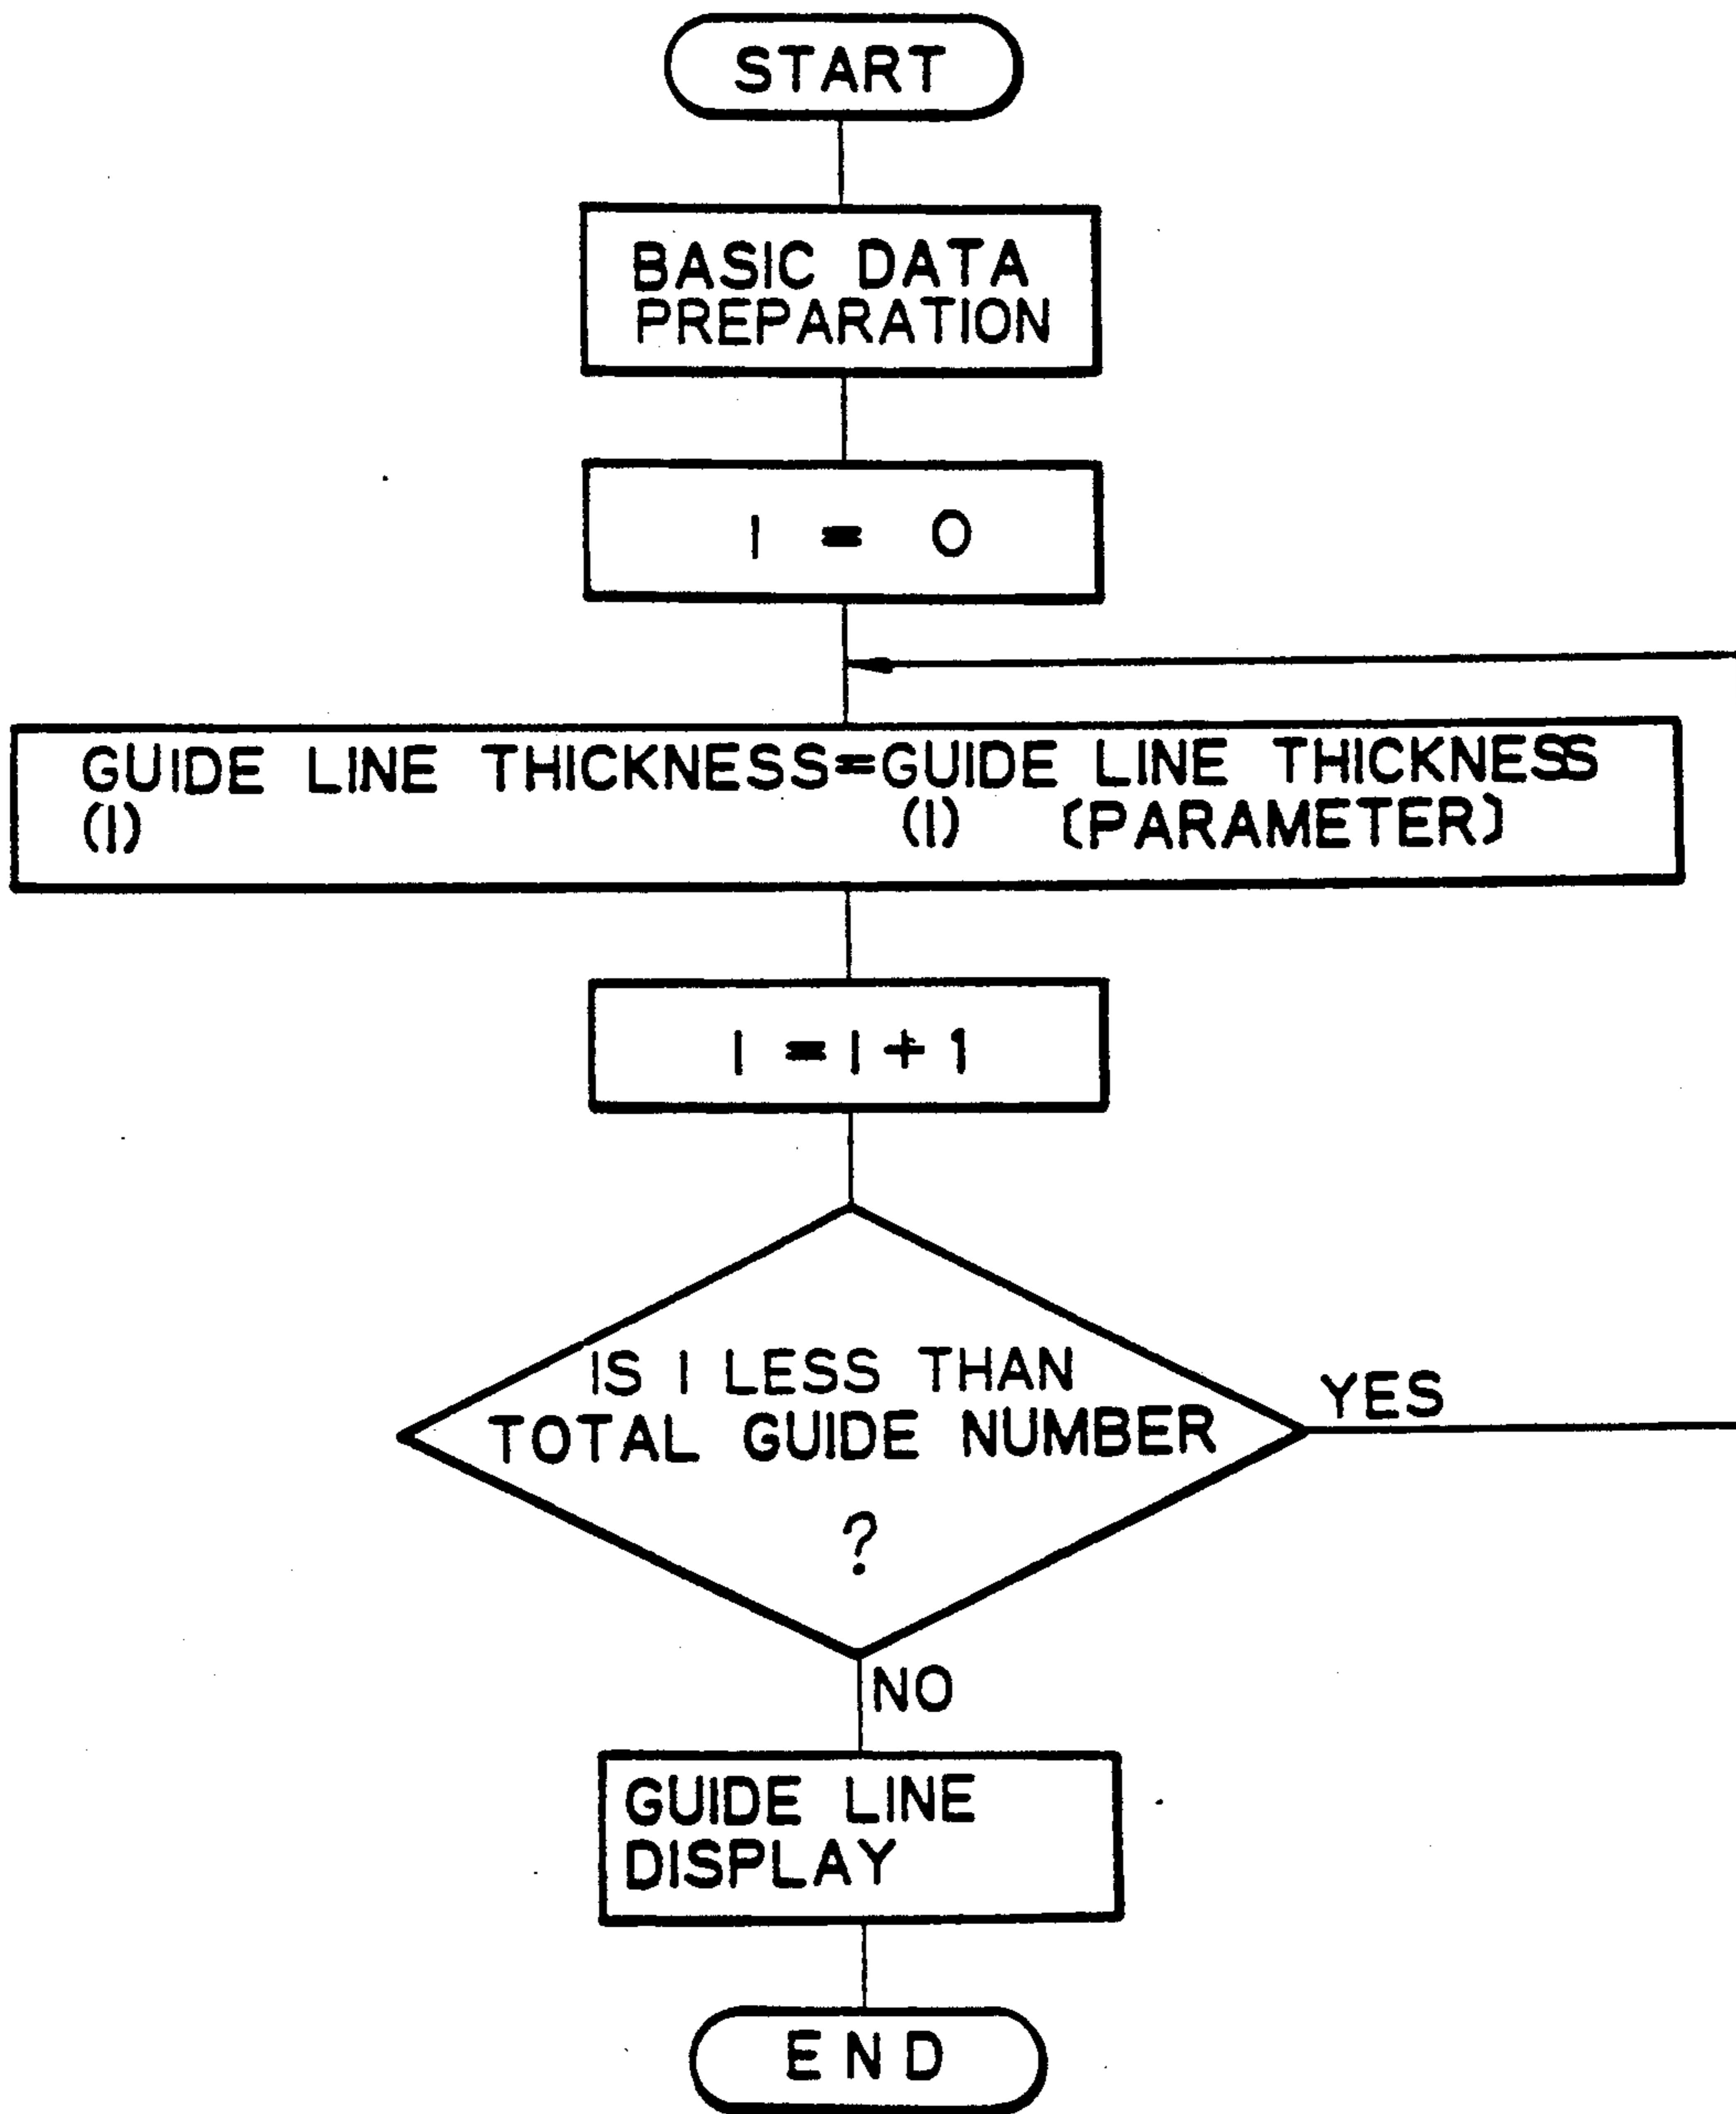 START
BASIC DATA
PREPARATION
I = 0
GUIDE LINE THICKNESS=GUIDE LINE THICKNESS
(I) (I) (PARAMETER)
I = I + 1
IS I LESS THAN
TOTAL GUIDE NUMBER
?
YES
NO
GUIDE LINE
DISPLAY
END